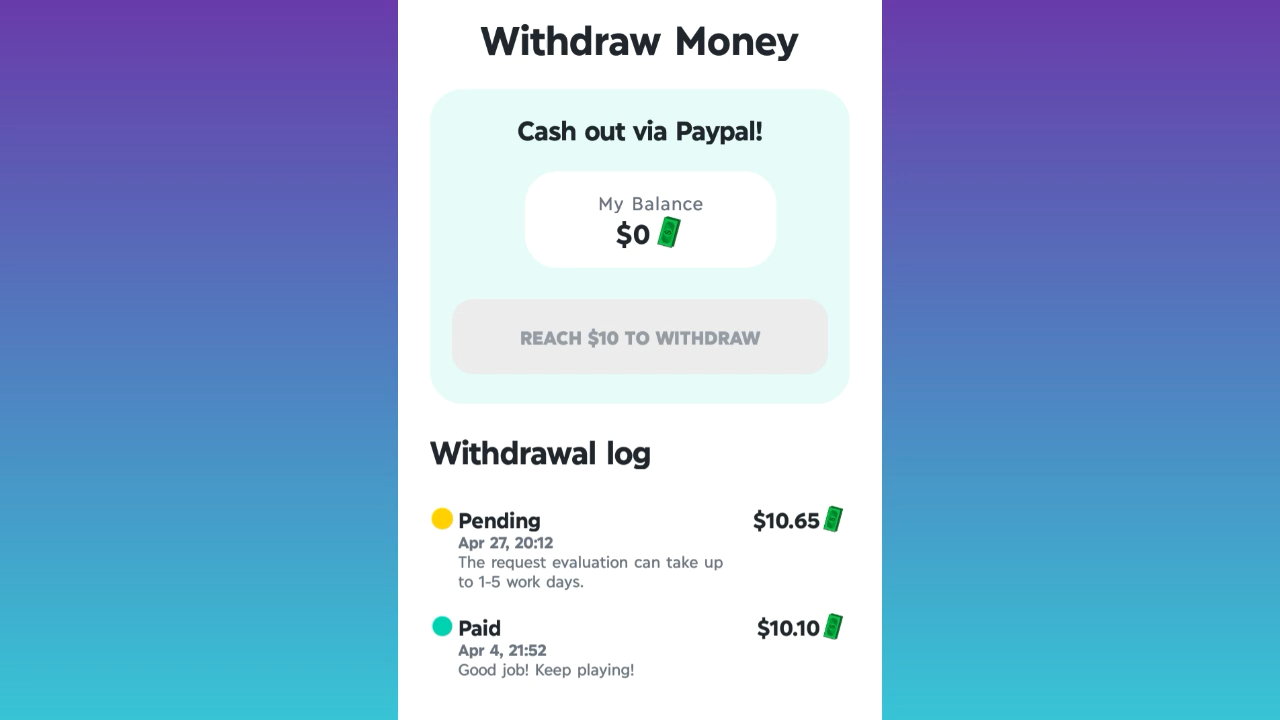 Withdraw Money
Cash out via Paypal!
My Balance
$0
REACH $10 TO WITHDRAW
Withdrawal log
Pending $10.65
Apr 27, 20:12
The request evaluation can take up
to 1-5 work days.
Paid $10.10
Apr 4, 21:52
Good job! Keep playing!